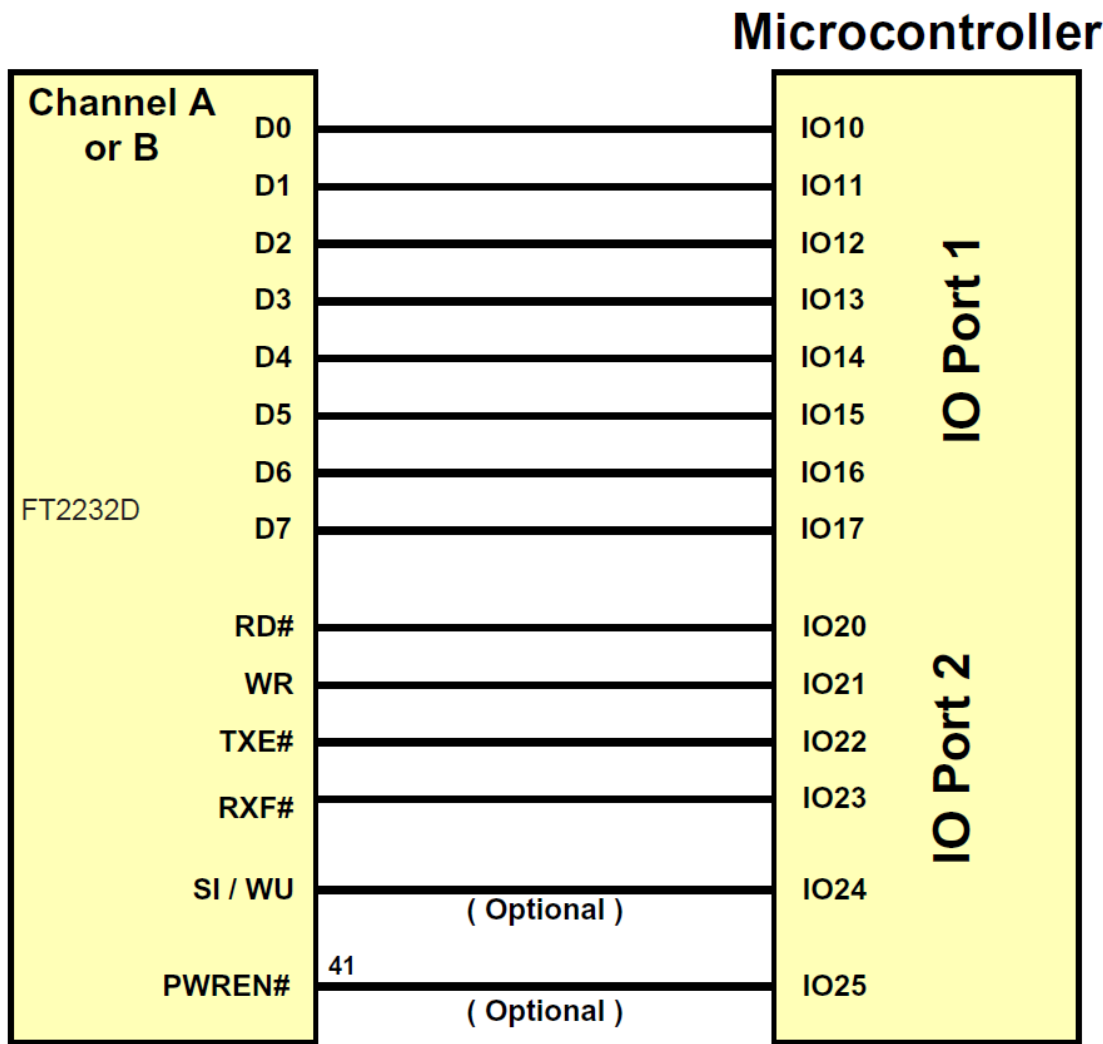 Microcontroller
Channel A
or B
D0 IO10
D1 IO11
D2 IO12
D3 IO13
D4 IO14
D5 IO15
D6 IO16
FT2232D
D7 IO17
IO Port 1
RD# IO20
WR IO21
TXE# IO22
RXF# IO23
IO Port 2
SI / WU IO24
( Optional )
41
PWREN# IO25
( Optional )